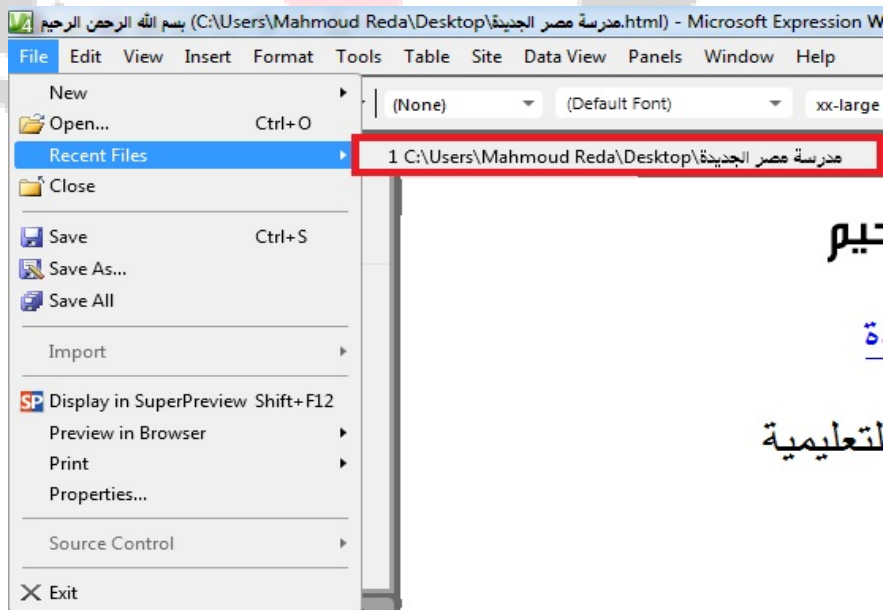 بسم الله الرحمن الرحيم (C:\Users\Mahmoud Reda\Desktop\مدرسة مصر الجديدة.html) - Microsoft Expression W
File Edit View Insert Format Tools Table Site Data View Panels Window Help
New
(None) (Default Font) xx-large
Open... Ctrl+O
Recent Files
1 C:\Users\Mahmoud Reda\Desktop\مدرسة مصر الجديدة
Close
Save Ctrl+S
Save As...
Save All
Import
SP Display in SuperPreview Shift+F12
Preview in Browser
Print
Properties...
Source Control
Exit
لتعليمية